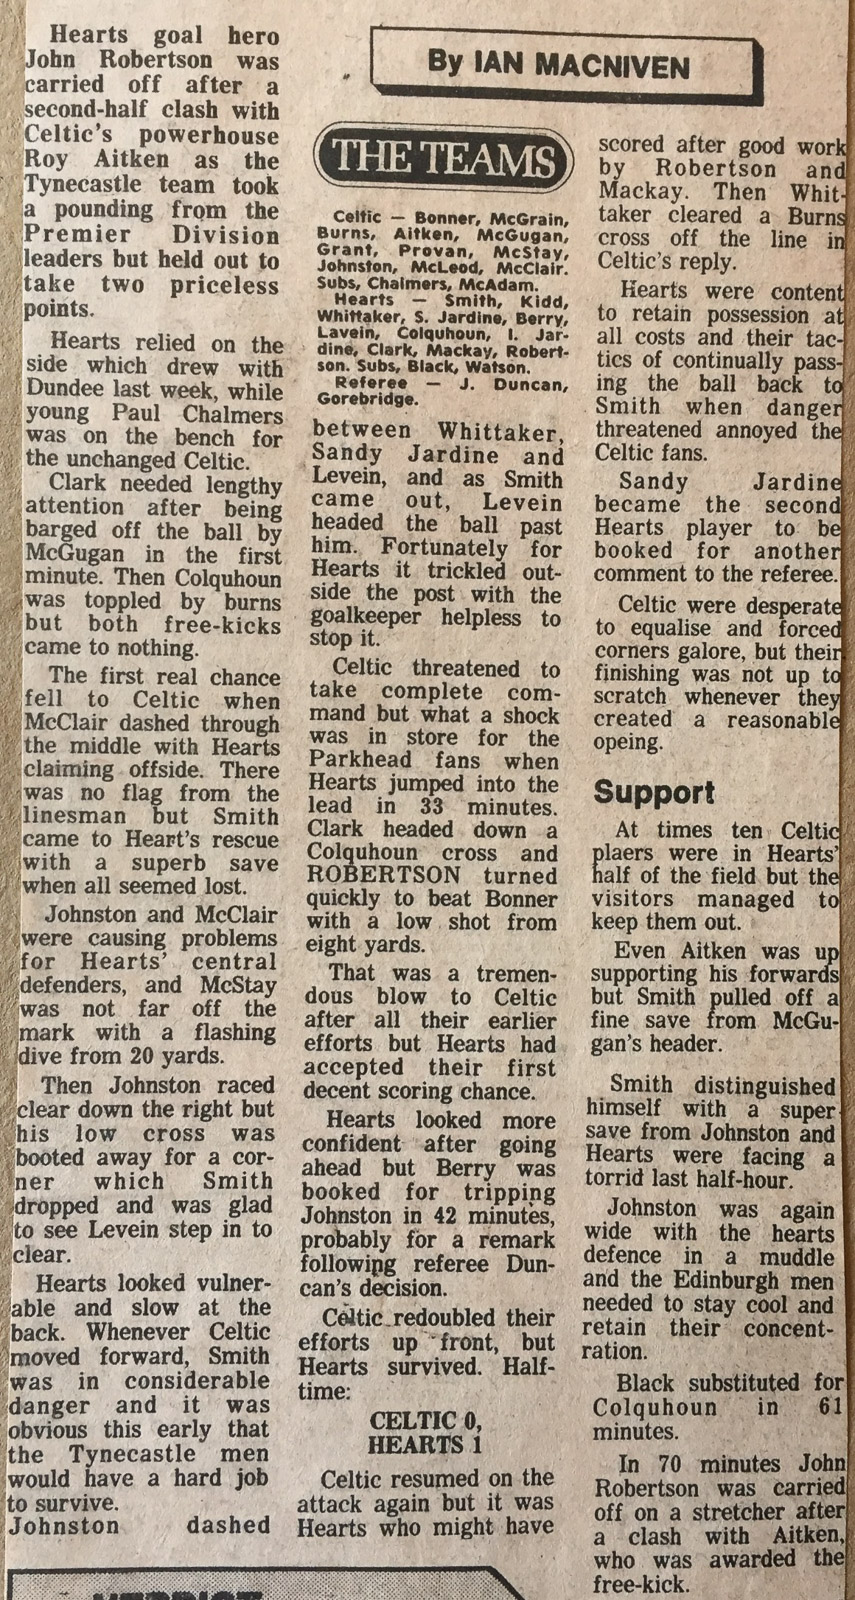 Hearts goal hero
John Robertson was
carried off after a
second-half clash with
Celtic's powerhouse
Roy Aitken as the
Tynecastle team took
a pounding from the
Premier Division
leaders but held out to
take two priceless
points.
Hearts relied on the
side which drew with
Dundee last week, while
young Paul Chalmers
was on the bench for
the unchanged Celtic.
Clark needed lengthy
attention after being
barged off the ball by
McGugan in the first
minute. Then Colquhoun
was toppled by burns
but both free-kicks
came to nothing.
The first real chance
fell to Celtic when
McClair dashed through
the middle with Hearts
claiming offside. There
was no flag from the
linesman but Smith
came to Heart's rescue
with a superb save
when all seemed lost.
Johnston and McClair
were causing problems
for Hearts' central
defenders, and McStay
was not far off the
mark with a flashing
dive from 20 yards.
Then Johnston raced
clear down the right but
his low cross was
booted away for a cor-
ner which Smith
dropped and was glad
to see Levein step in to
clear.
Hearts looked vulner-
able and slow at the
back. Whenever Celtic
moved forward, Smith
was in considerable
danger and it was
obvious this early that
the Tynecastle men
would have a hard job
to survive.
Johnston dashed
By IAN MACNIVEN
THE TEAMS
Celtic — Bonner, McGrain,
Burns, Aitken, McGugan,
Grant, Provan, McStay,
Johnston, McLeod, McClair.
Subs, Chalmers, McAdam.
Hearts — Smith, Kidd,
Whittaker, S. Jardine, Berry,
Lavein, Colquhoun, I. Jar-
dine, Clark, Mackay, Robert-
son. Subs, Black, Watson.
Referee — J. Duncan,
Gorebridge.
between Whittaker,
Sandy Jardine and
Levein, and as Smith
came out, Levein
headed the ball past
him. Fortunately for
Hearts it trickled out-
side the post with the
goalkeeper helpless to
stop it.
Celtic threatened to
take complete com-
mand but what a shock
was in store for the
Parkhead fans when
Hearts jumped into the
lead in 33 minutes.
Clark headed down a
Colquhoun cross and
ROBERTSON turned
quickly to beat Bonner
with a low shot from
eight yards.
That was a tremen-
dous blow to Celtic
after all their earlier
efforts but Hearts had
accepted their first
decent scoring chance.
Hearts looked more
confident after going
ahead but Berry was
booked for tripping
Johnston in 42 minutes,
probably for a remark
following referee Dun-
can's decision.
Celtic redoubled their
efforts up front, but
Hearts survived. Half-
time:
CELTIC 0,
HEARTS 1
Celtic resumed on the
attack again but it was
Hearts who might have
scored after good work
by Robertson and
Mackay. Then Whit-
taker cleared a Burns
cross off the line in
Celtic's reply.
Hearts were content
to retain possession at
all costs and their tac-
tics of continually pass-
ing the ball back to
Smith when danger
threatened annoyed the
Celtic fans.
Sandy Jardine
became the second
Hearts player to be
booked for another
comment to the referee.
Celtic were desperate
to equalise and forced
corners galore, but their
finishing was not up to
scratch whenever they
created a reasonable
opeing.
Support
At times ten Celtic
plaers were in Hearts'
half of the field but the
visitors managed to
keep them out.
Even Aitken was up
supporting his forwards
but Smith pulled off a
fine save from McGu-
gan's header.
Smith distinguished
himself with a super
save from Johnston and
Hearts were facing a
torrid last half-hour.
Johnston was again
wide with the hearts
defence in a muddle
and the Edinburgh men
needed to stay cool and
retain their concent-
ration.
Black substituted for
Colquhoun in 61
minutes.
In 70 minutes John
Robertson was carried
off on a stretcher after
a clash with Aitken,
who was awarded the
free-kick.